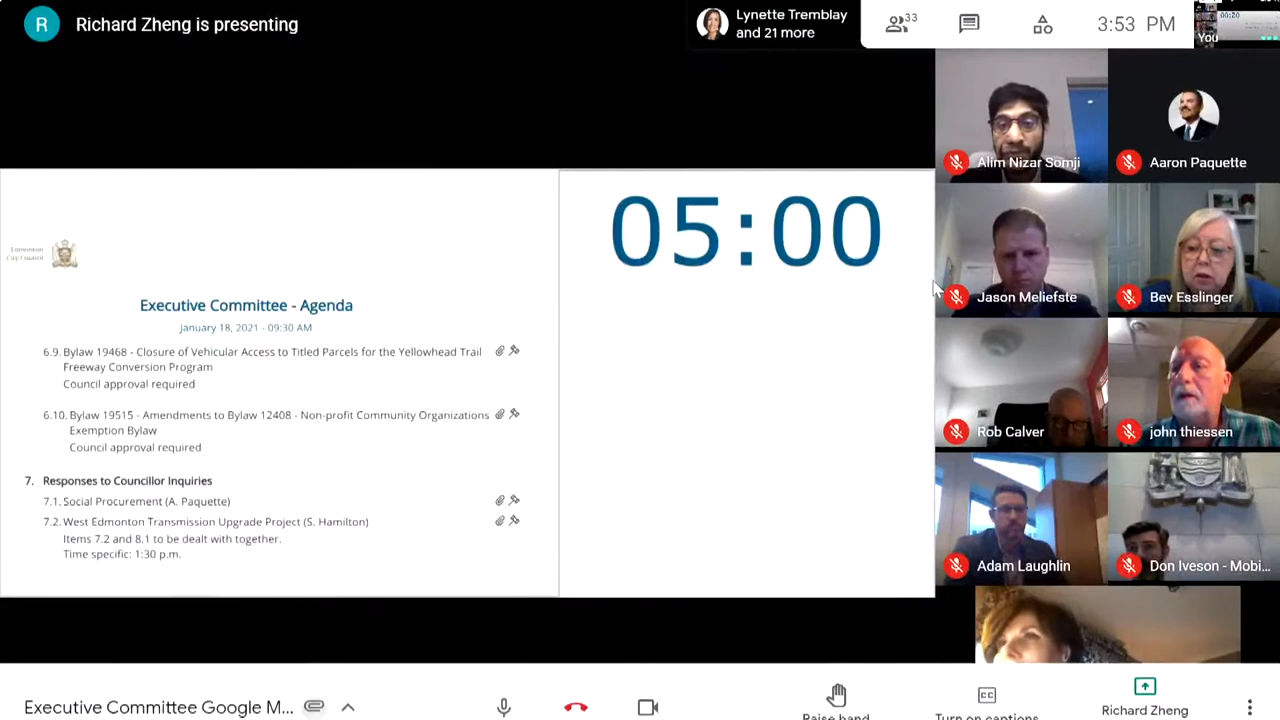 R
Richard Zheng is presenting
Lynette Tremblay
and 21 more
33
3:53 PM
You
Alim Nizar Somji
Aaron Paquette
05:00
Edmonton
City Council
Jason Meliefste
Bev Esslinger
Executive Committee - Agenda
January 18, 2021 - 09:30 AM
6.9. Bylaw 19468 - Closure of Vehicular Access to Titled Parcels for the Yellowhead Trail
Freeway Conversion Program
Council approval required
6.10. Bylaw 19515 - Amendments to Bylaw 12408 - Non-profit Community Organizations
Exemption Bylaw
Council approval required
Rob Calver
john thiessen
7. Responses to Councillor Inquiries
7.1. Social Procurement (A. Paquette)
7.2. West Edmonton Transmission Upgrade Project (S. Hamilton)
Items 7.2 and 8.1 to be dealt with together.
Time specific: 1:30 p.m.
Adam Laughlin
Don Iveson - Mobi...
Executive Committee Google M...
Raise hand
Turn on captions
Richard Zheng